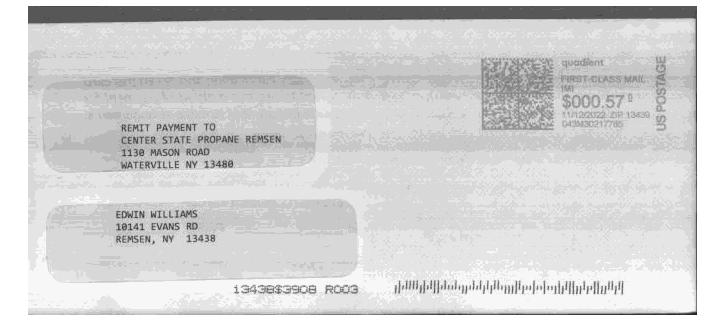 quadient
FIRST-CLASS MAIL
IMI
$000.57⁰
11/12/2022 ZIP 13439
043M30217765
US POSTAGE
REMIT PAYMENT TO
CENTER STATE PROPANE REMSEN
1130 MASON ROAD
WATERVILLE NY 13480
EDWIN WILLIAMS
10141 EVANS RD
REMSEN, NY 13438
13438$3908 R003